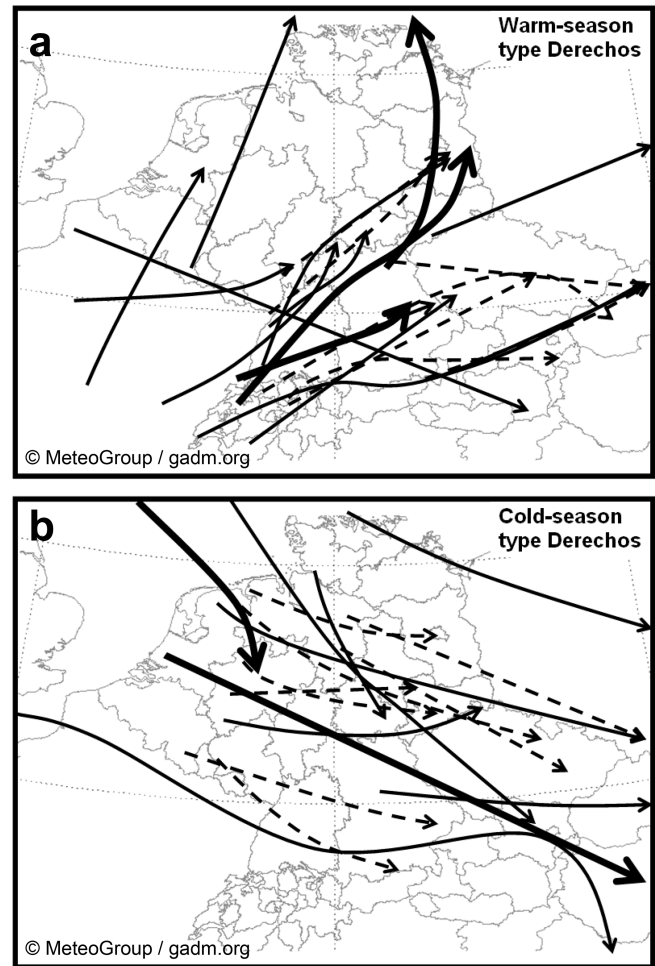 a
Warm-season
type Derechos
© MeteoGroup / gadm.org
b
Cold-season
type Derechos
© MeteoGroup / gadm.org